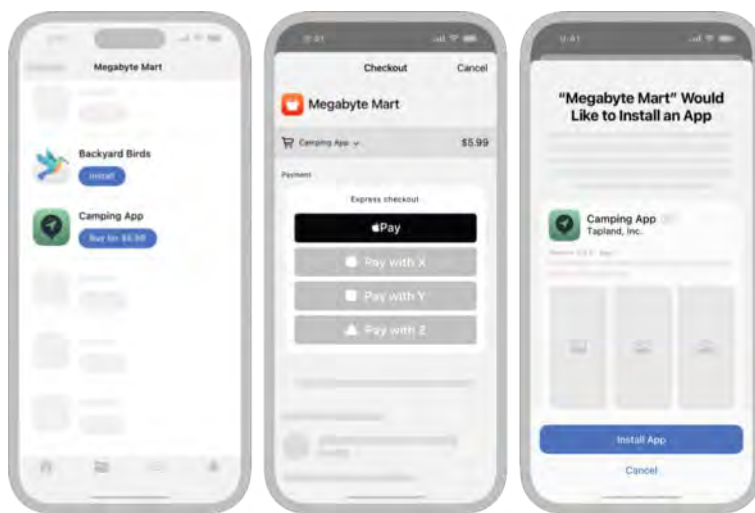 Megabyte Mart
Backyard Birds
Install
Camping App
Buy for $5.99
9:41
Checkout
Cancel
Megabyte Mart
Camping App
$5.99
Payment
Express checkout
Pay
Pay with X
Pay with Y
Pay with Z
9:41
“Megabyte Mart” Would
Like to Install an App
Camping App
Tapland, Inc.
Install App
Cancel